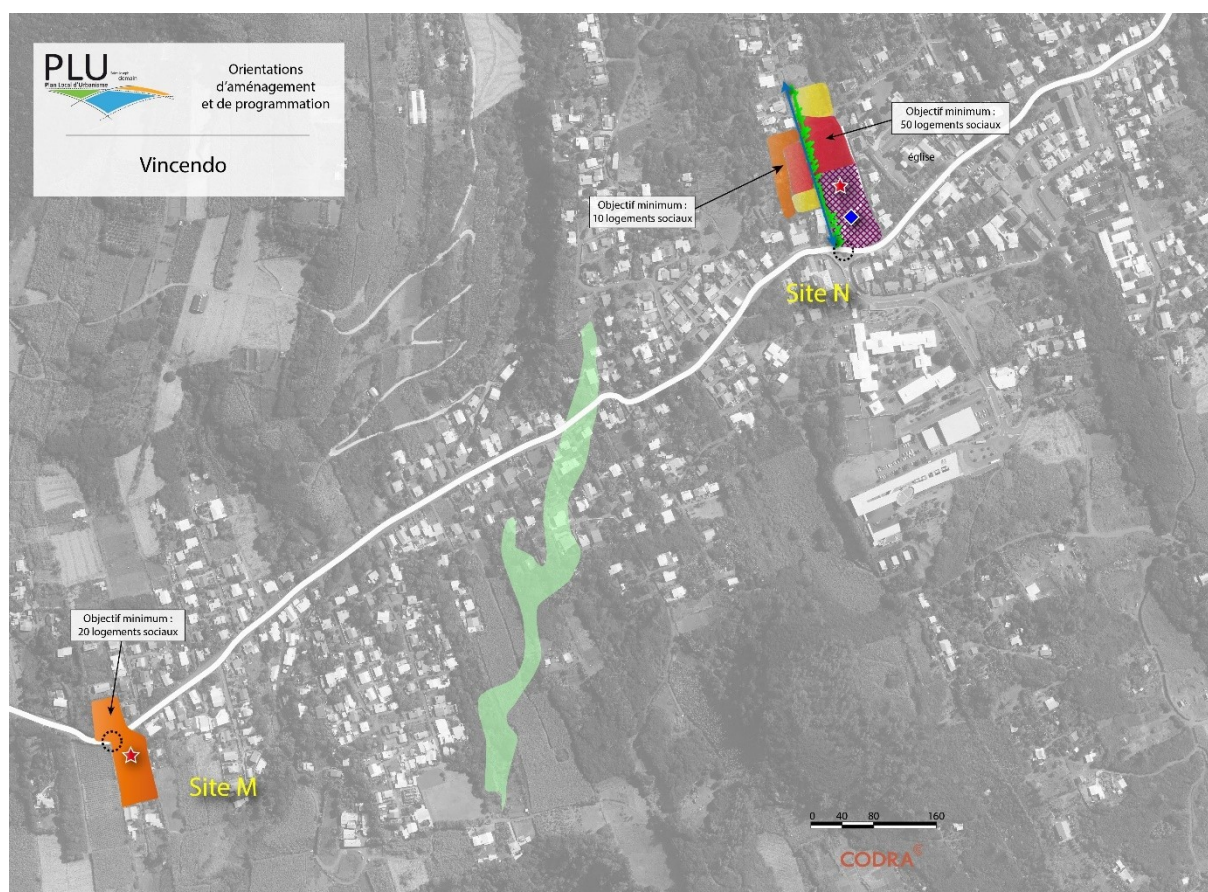 PLU
demain
Plan Local d'Urbanisme
Orientations
d'aménagement
et de programmation
Vincendo
Objectif minimum :
50 logements sociaux
église
Objectif minimum :
10 logements sociaux
Site N
Objectif minimum :
20 logements sociaux
Site M
0 40 80 160
CODRA